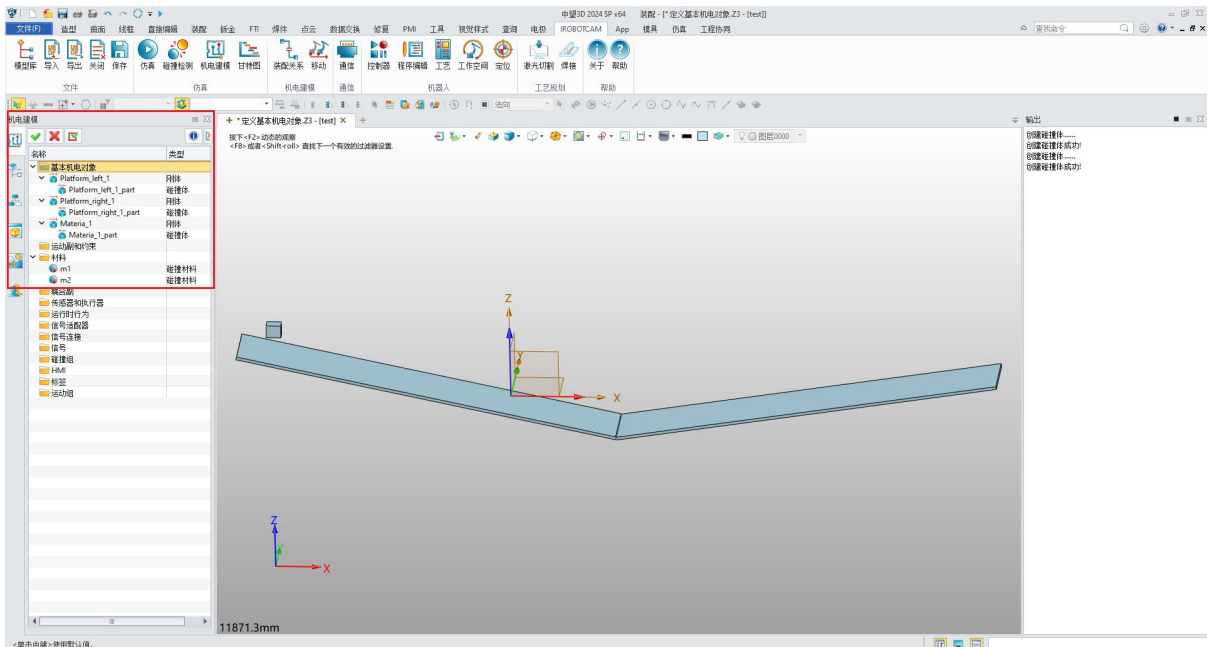 中望3D 2024 SP x64 装配 - [* 定义基本机电对象.Z3 - [test]]
文件(F) 造型 曲面 线框 直接编辑 装配 钣金 FTI 焊件 点云 数据交换 修复 PMI 工具 视觉样式 查询 电极 IROBOTCAM App 模具 仿真 工程协同 查找命令
模型库 导入 导出 关闭 保存 仿真 碰撞检测 机电建模 甘特图 装配关系 移动 通信 控制器 程序编辑 工艺 工作空间 定位 激光切割 焊接 关于 帮助
文件 仿真 机电建模 通信 机器人 工艺规划 帮助
法向
机电建模
+ * 定义基本机电对象.Z3 - [test] × +
输出
按下<F2>动态的观察
<F8>或者<Shift-roll> 查找下一个有效的过滤器设置.
图层0000
创建碰撞体......
创建碰撞体成功!
创建碰撞体......
创建碰撞体成功!
名称 类型
基本机电对象
Platform_left_1 刚体
Platform_left_1_part 碰撞体
Platform_right_1 刚体
Platform_right_1_part 碰撞体
Materia_1 刚体
Materia_1_part 碰撞体
运动副和约束
材料
m1 碰撞材料
m2 碰撞材料
耦合副
传感器和执行器
运行时行为
信号适配器
信号连接
信号
碰撞组
HMI
标签
运动组
Z
Y
X
Z
Y
X
11871.3mm
<单击中键>使用默认值.